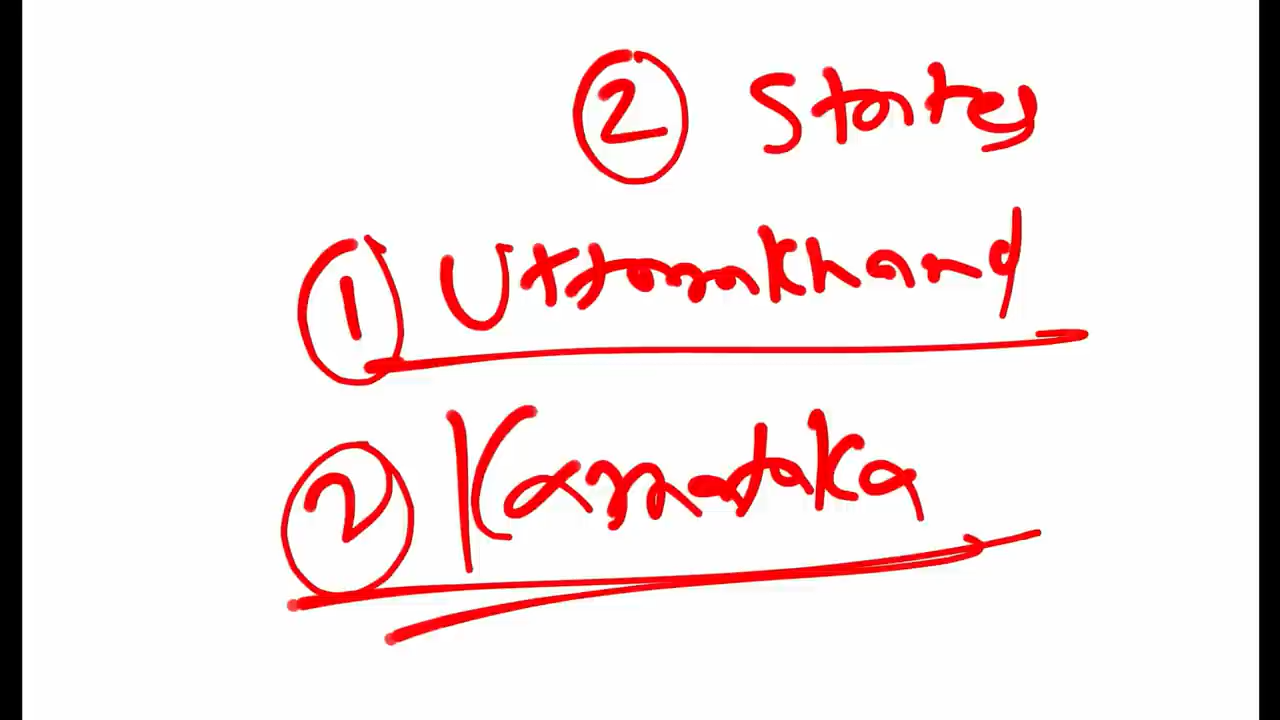 ② States
① Uttarakhand
② Karnataka